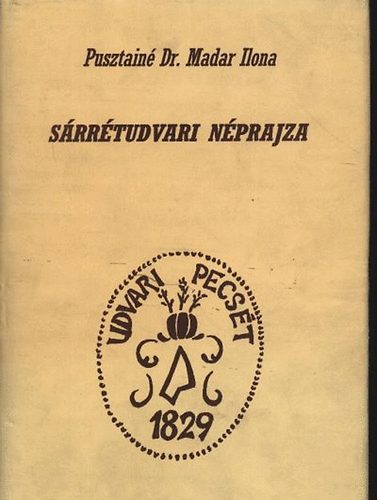 Pusztainé Dr. Madar Ilona
SÁRRÉTUDVARI NÉPRAJZA
UDVARI PECSÉT
1829